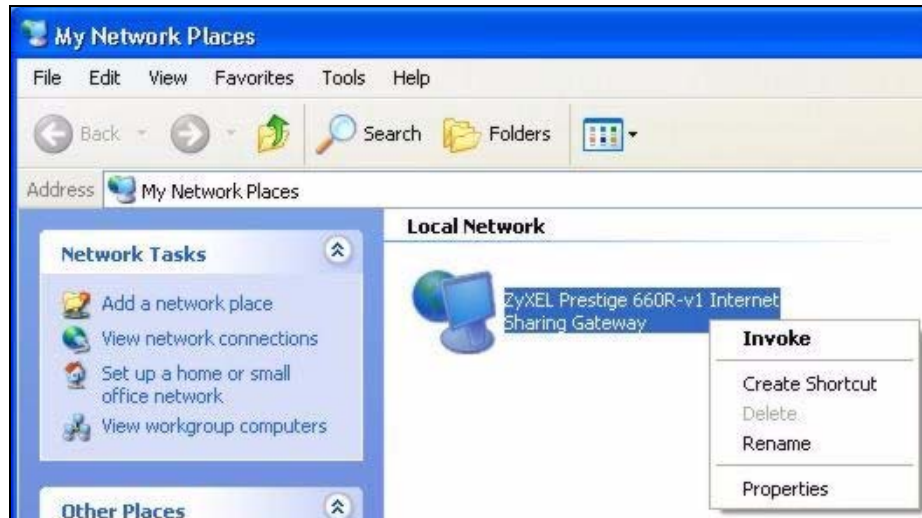 My Network Places
File Edit View Favorites Tools Help
Back Search Folders
Address My Network Places
Network Tasks
Add a network place
View network connections
Set up a home or small
office network
View workgroup computers
Other Places
Local Network
ZyXEL Prestige 660R-v1 Internet
Sharing Gateway
Invoke
Create Shortcut
Delete
Rename
Properties